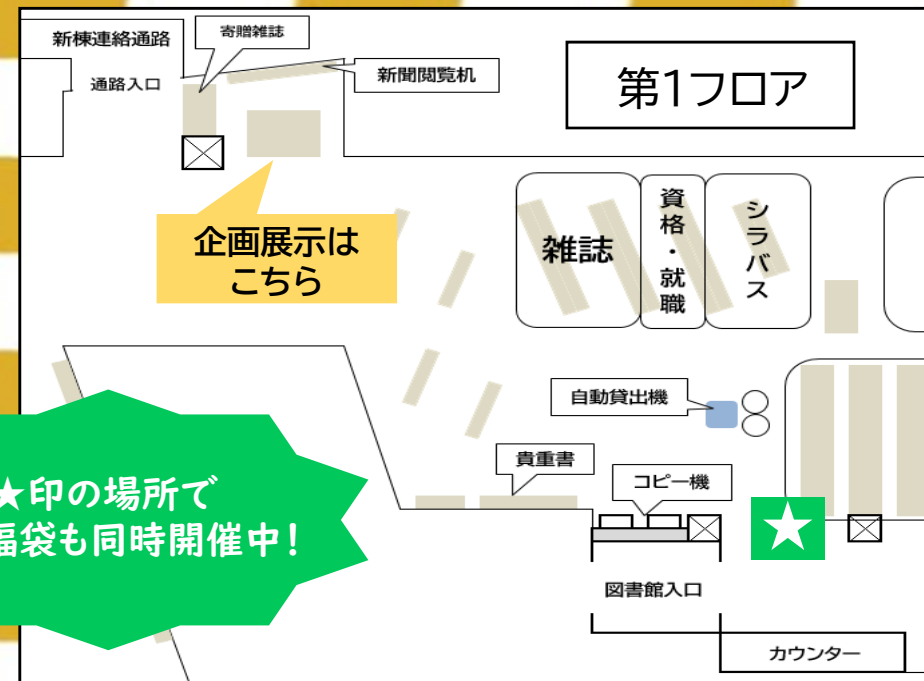 新棟連絡通路
寄贈雑誌
通路入口
新聞閲覧机
第1フロア
企画展示は
こちら
雑誌
資格・就職
シラバス
自動貸出機
貴重書
コピー機
★印の場所で
福袋も同時開催中！
★
図書館入口
カウンター